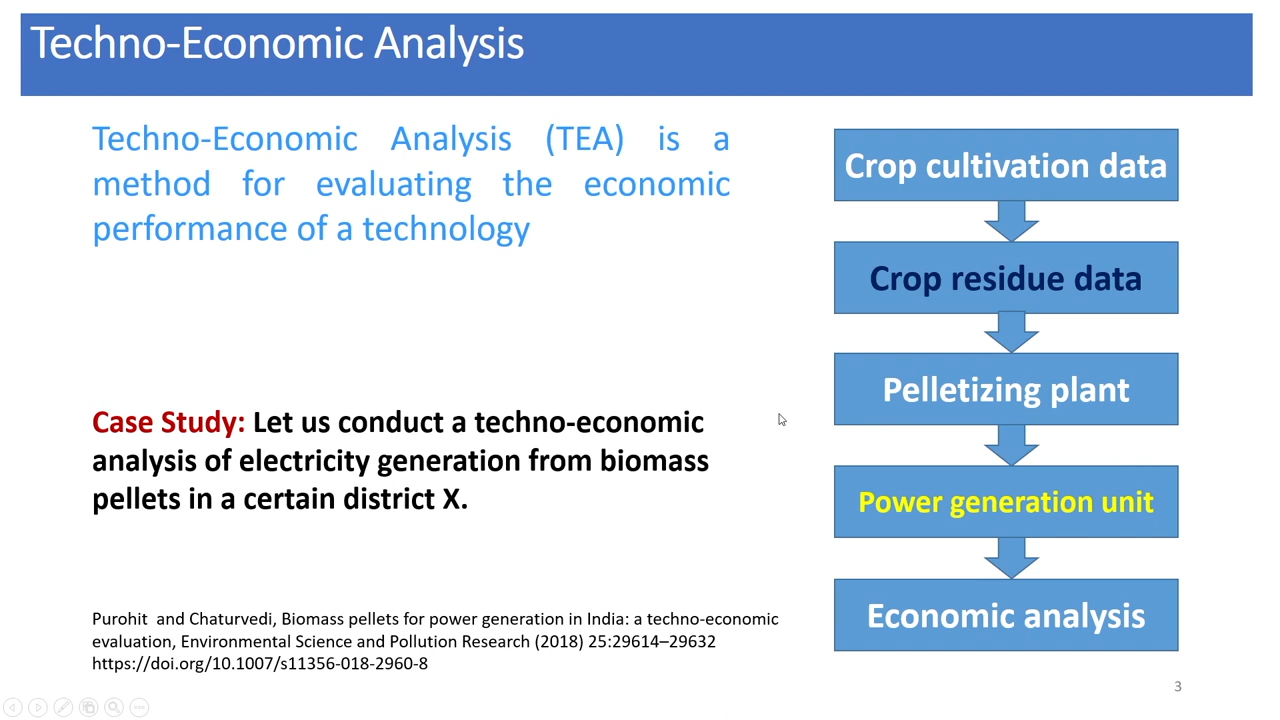 Techno-Economic Analysis
Techno-Economic Analysis (TEA) is a
method for evaluating the economic
performance of a technology
Case Study: Let us conduct a techno-economic
analysis of electricity generation from biomass
pellets in a certain district X.
Purohit and Chaturvedi, Biomass pellets for power generation in India: a techno-economic
evaluation, Environmental Science and Pollution Research (2018) 25:29614–29632
https://doi.org/10.1007/s11356-018-2960-8
Crop cultivation data
Crop residue data
Pelletizing plant
Power generation unit
Economic analysis
3